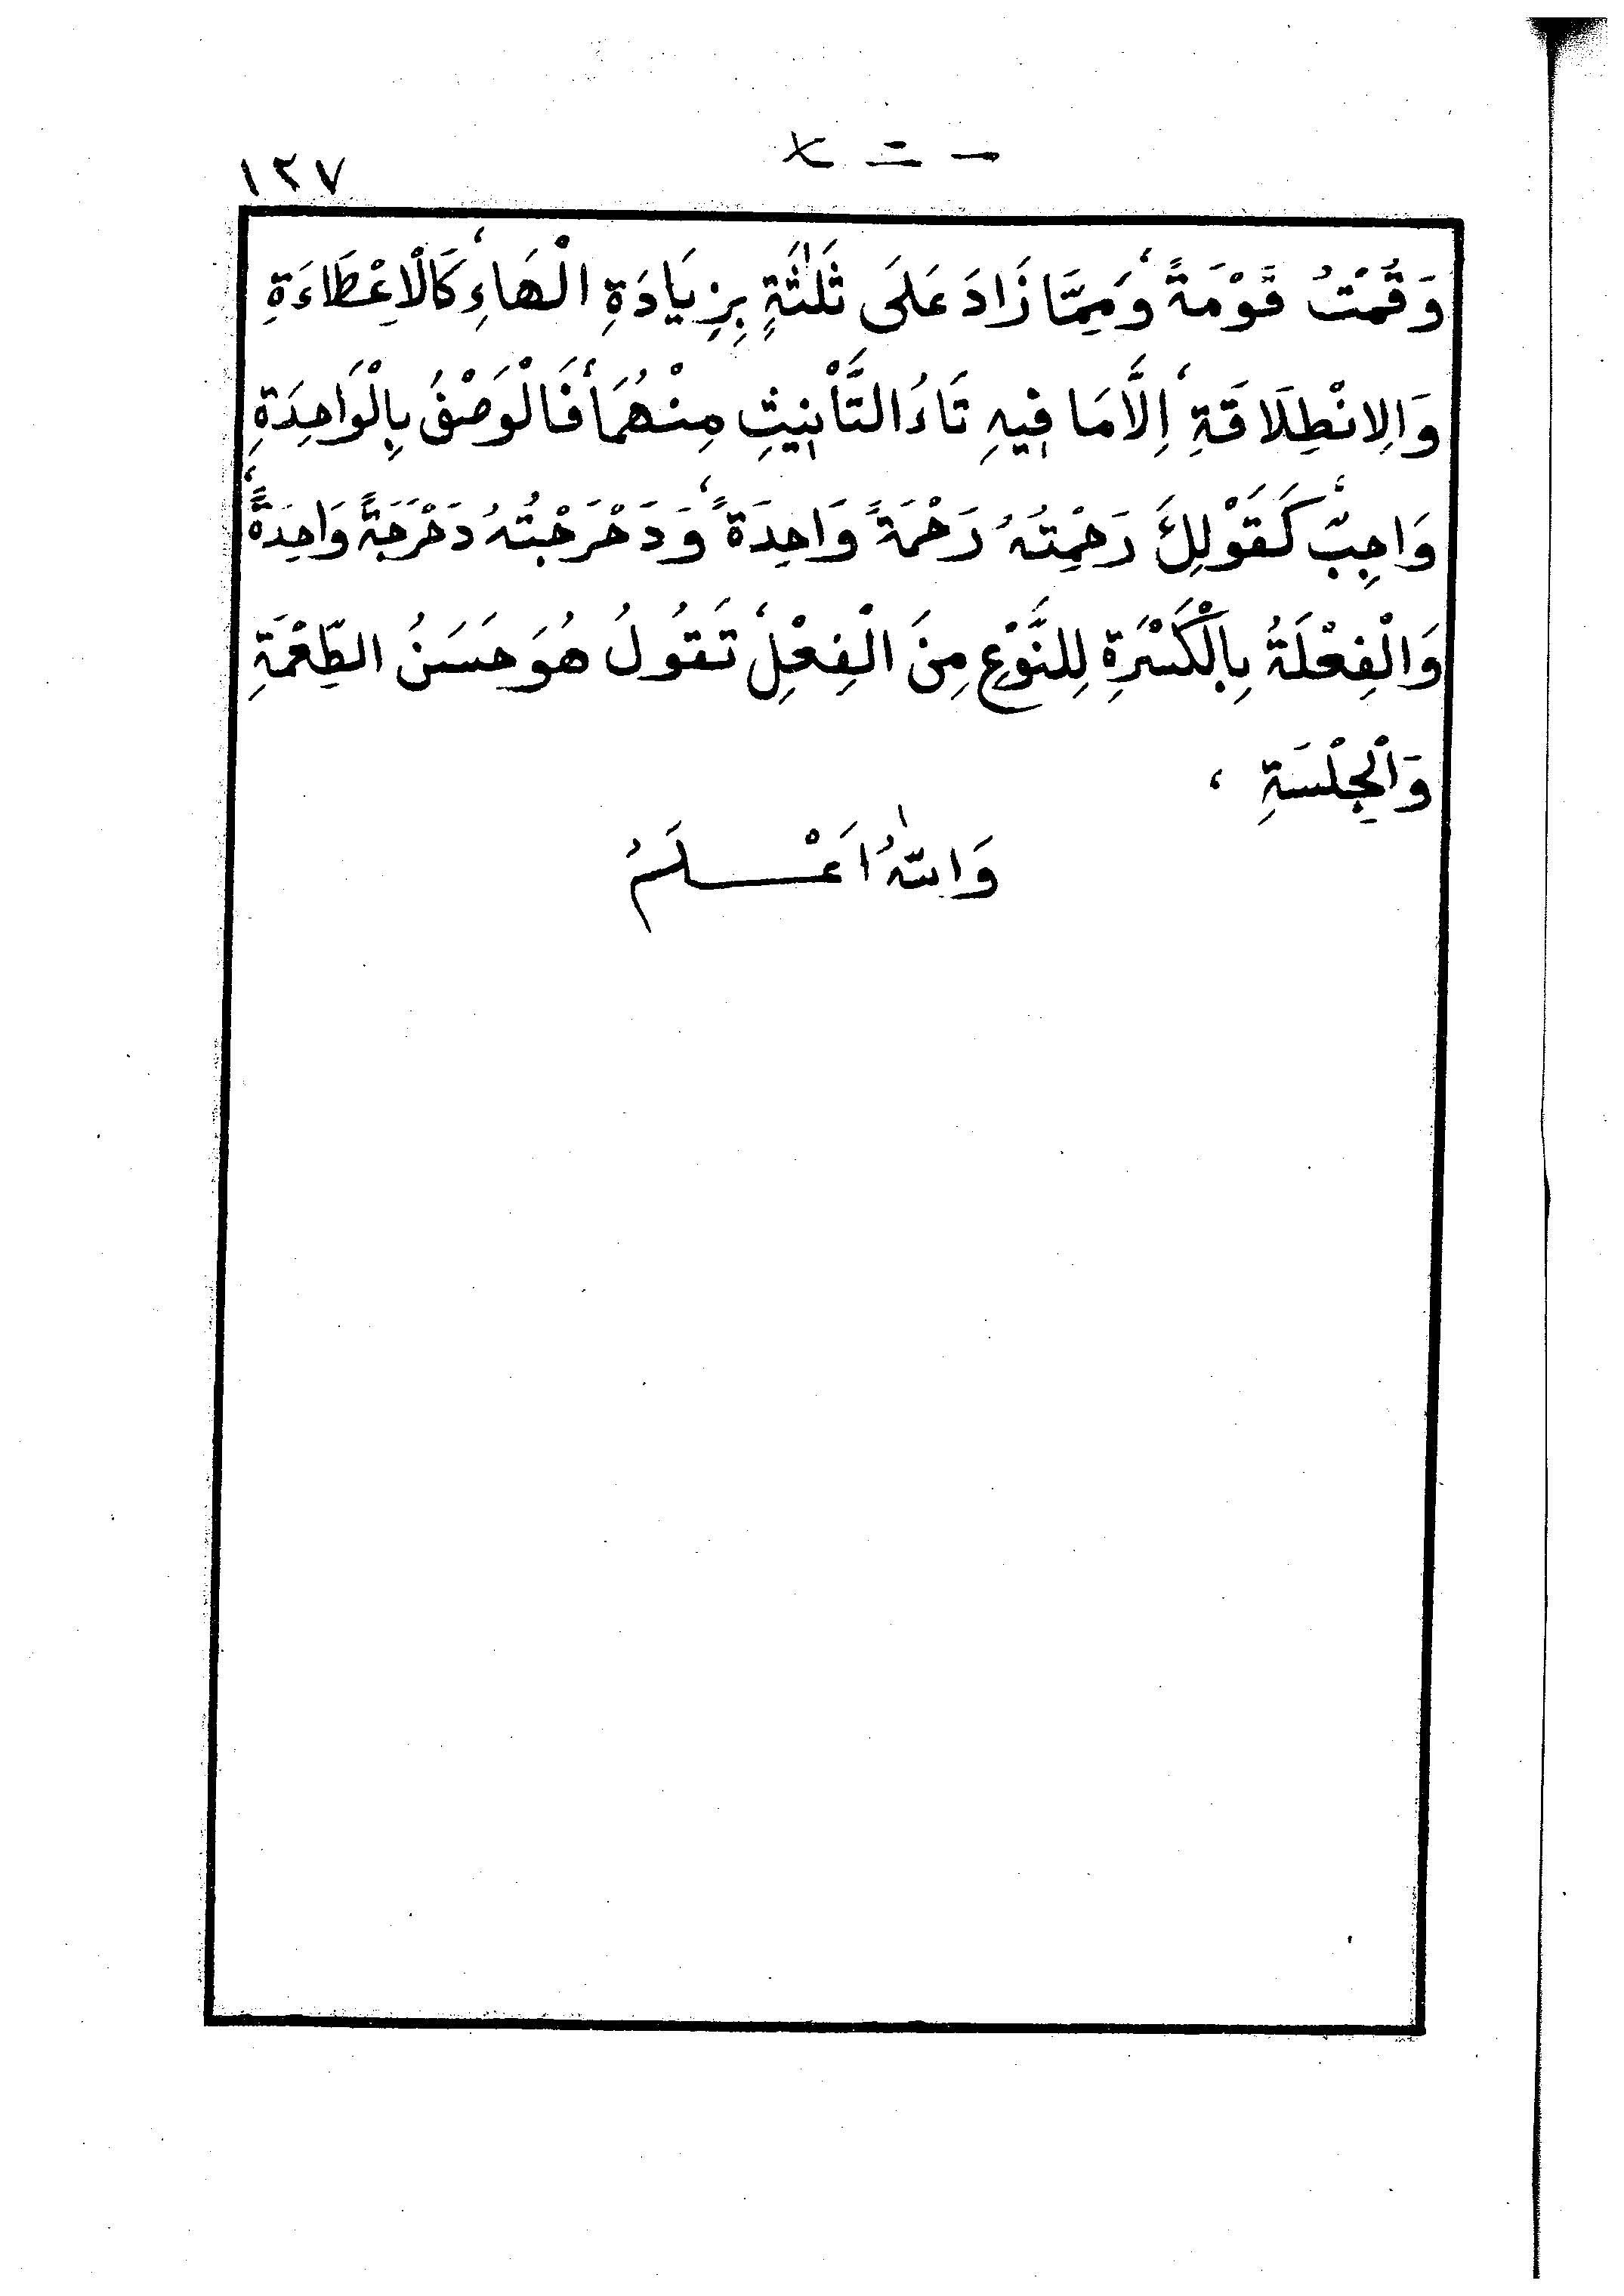 ١٢٧
وَقُمْتُ قَوْمَةً، وَمِمَّا زَادَ عَلَى ثَلٰثَةٍ بِزِيَادَةِ الْهَاءِ، كَالْاِعْطَاءَةِ
وَالِانْطِلَاقَةِ، اِلَّا مَا فِيهِ تَاءُ التَّأْنِيثِ مِنْهُمَا، فَالْوَصْفُ بِالْوَاحِدَةِ
وَاجِبٌ، كَقَوْلِكَ رَحِمْتُهُ رَحْمَةً وَاحِدَةً، وَدَحْرَجْتُهُ دَحْرَجَةً وَاحِدَةً،
وَالْفِعْلَةُ بِالْكَسْرَةِ لِلنَّوْعِ مِنَ الْفِعْلِ، تَقُولُ هُوَ حَسَنُ الطِّعْمَةِ
وَالْجِلْسَةِ ،
وَاللّٰهُ اَعْلَمُ